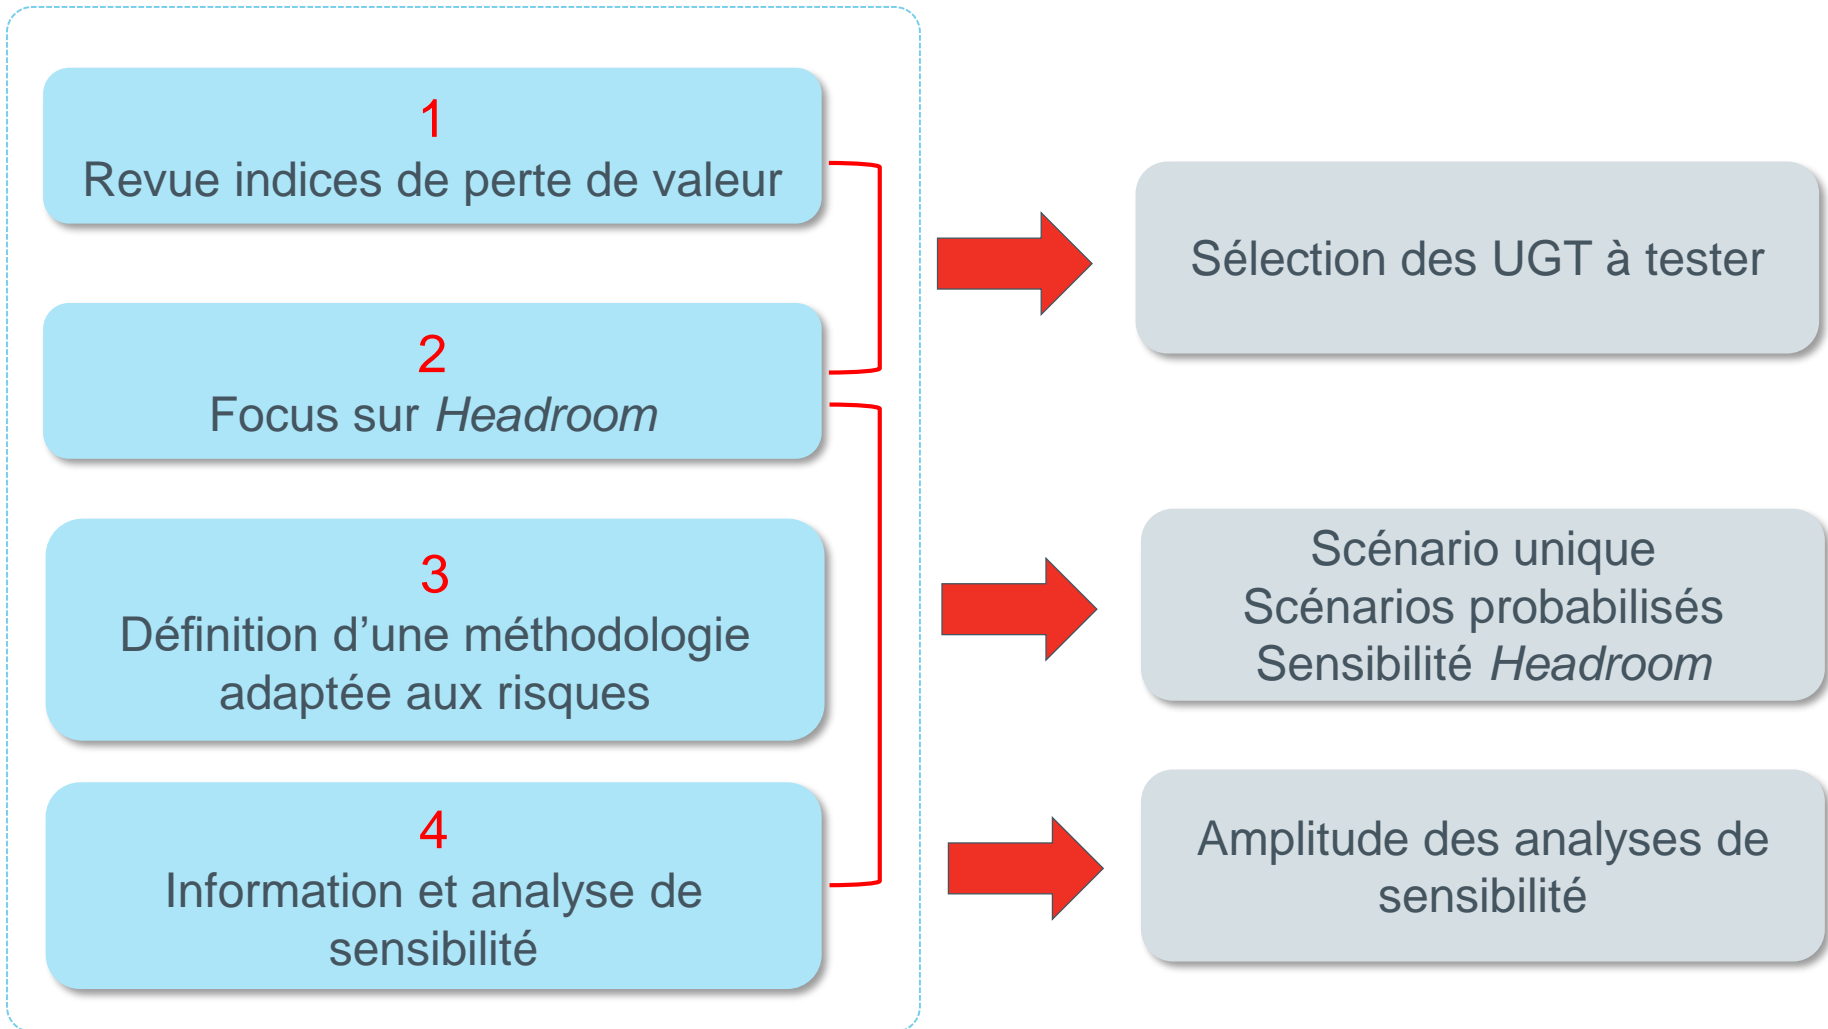 1
Revue indices de perte de valeur
2
Focus sur Headroom
3
Définition d’une méthodologie
adaptée aux risques
4
Information et analyse de
sensibilité
Sélection des UGT à tester
Scénario unique
Scénarios probabilisés
Sensibilité Headroom
Amplitude des analyses de
sensibilité